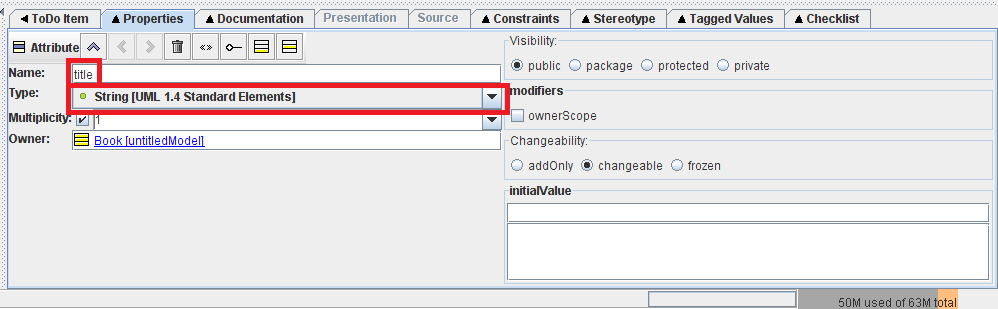 ToDo Item Properties Documentation Presentation Source Constraints Stereotype Tagged Values Checklist
Attribute
Name: title
Type: String [UML 1.4 Standard Elements]
Multiplicity: 1
Owner: Book [untitledModel]
Visibility:
public package protected private
modifiers
ownerScope
Changeability:
addOnly changeable frozen
initialValue
50M used of 63M total